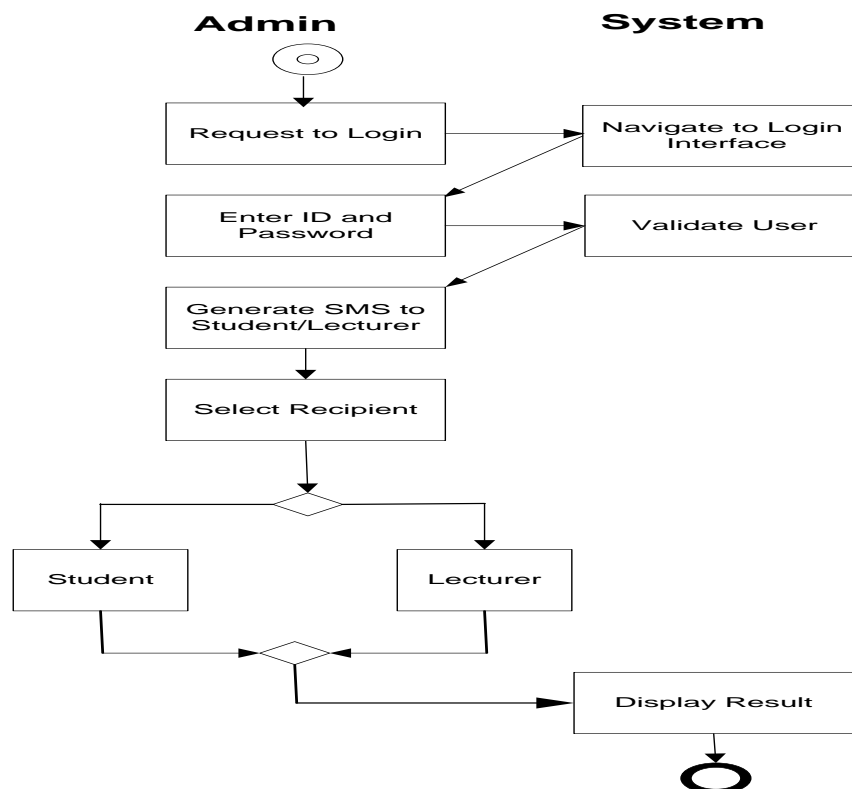 Admin
System
Request to Login
Navigate to Login
Interface
Enter ID and
Password
Validate User
Generate SMS to
Student/Lecturer
Select Recipient
Student
Lecturer
Display Result